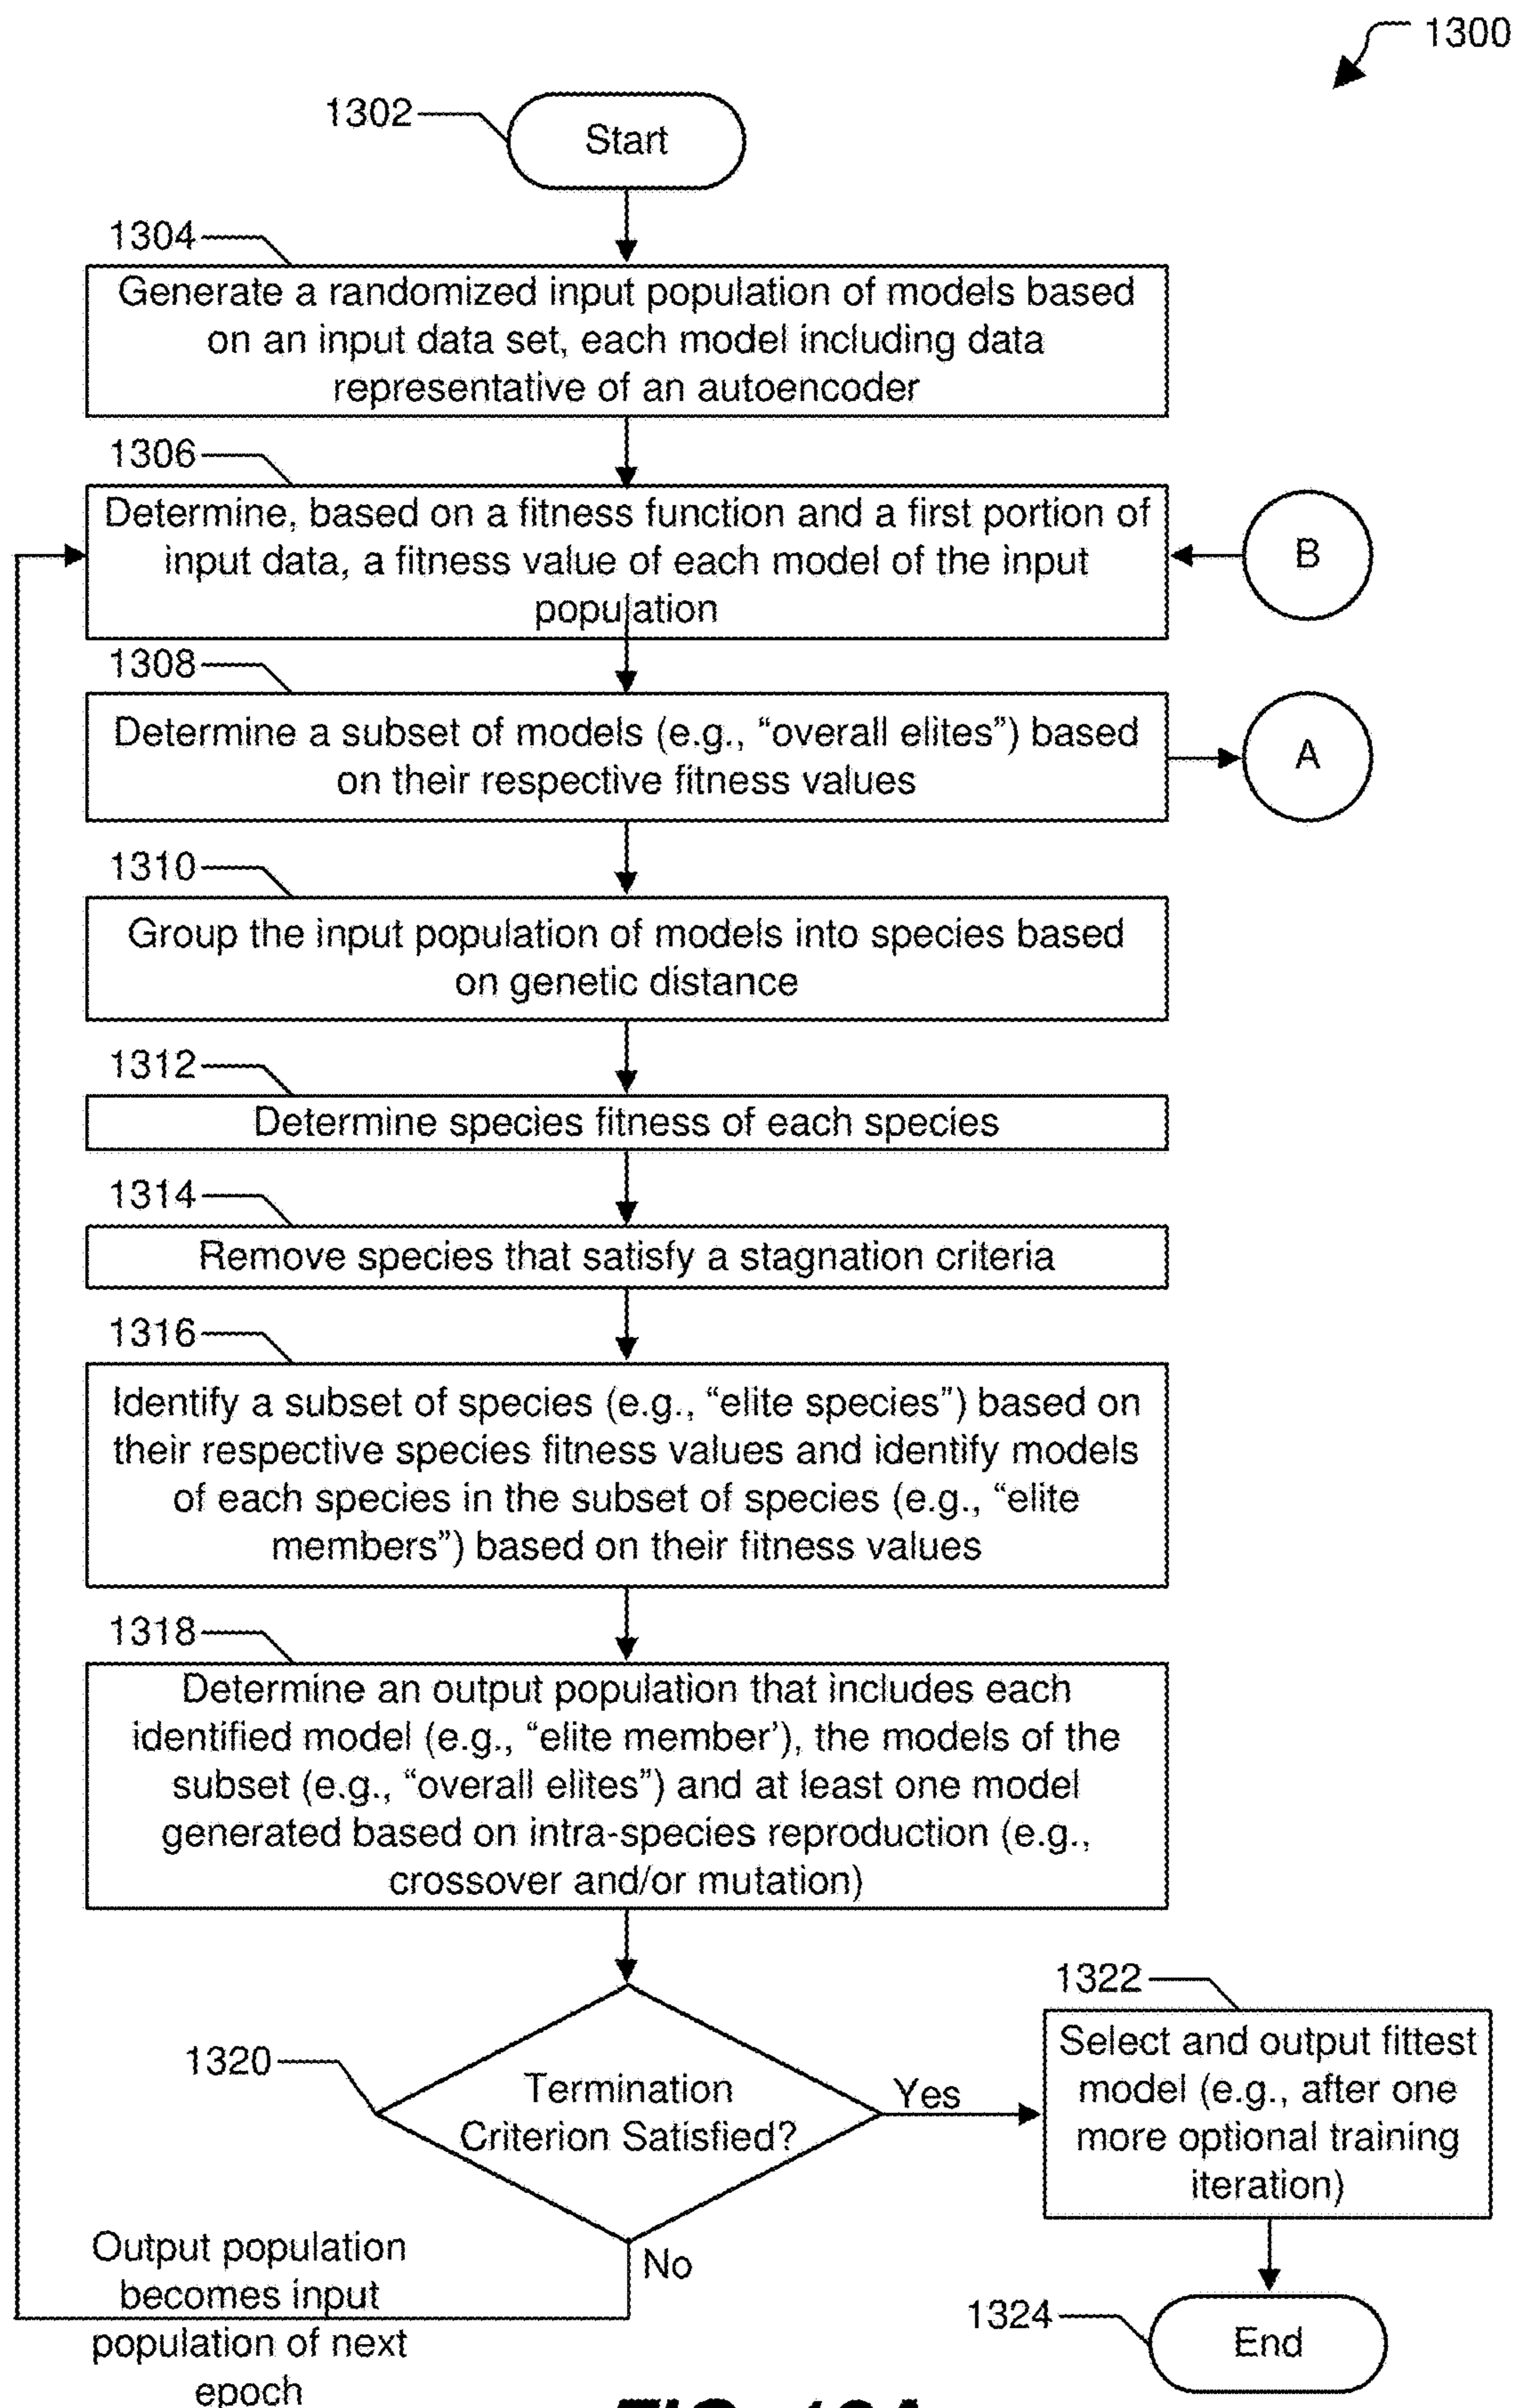 1300
1302
Start
1304
Generate a randomized input population of models based
on an input data set, each model including data
representative of an autoencoder
1306
Determine, based on a fitness function and a first portion of
input data, a fitness value of each model of the input
population
B
1308
Determine a subset of models (e.g., “overall elites”) based
on their respective fitness values
A
1310
Group the input population of models into species based
on genetic distance
1312
Determine species fitness of each species
1314
Remove species that satisfy a stagnation criteria
1316
Identify a subset of species (e.g., “elite species”) based on
their respective species fitness values and identify models
of each species in the subset of species (e.g., “elite
members”) based on their fitness values
1318
Determine an output population that includes each
identified model (e.g., “elite member’), the models of the
subset (e.g., “overall elites”) and at least one model
generated based on intra-species reproduction (e.g.,
crossover and/or mutation)
1320
Termination
Criterion Satisfied?
Yes
1322
Select and output fittest
model (e.g., after one
more optional training
iteration)
No
Output population
becomes input
population of next
epoch
1324
End